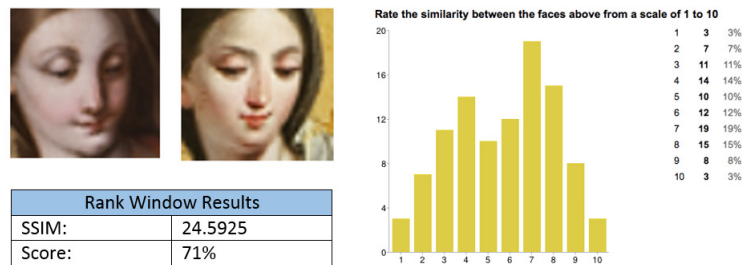 Rate the similarity between the faces above from a scale of 1 to 10
20
16
12
8
4
0
1 2 3 4 5 6 7 8 9 10
1 3 3%
2 7 7%
3 11 11%
4 14 14%
5 10 10%
6 12 12%
7 19 19%
8 15 15%
9 8 8%
10 3 3%
Rank Window Results
SSIM: 24.5925
Score: 71%